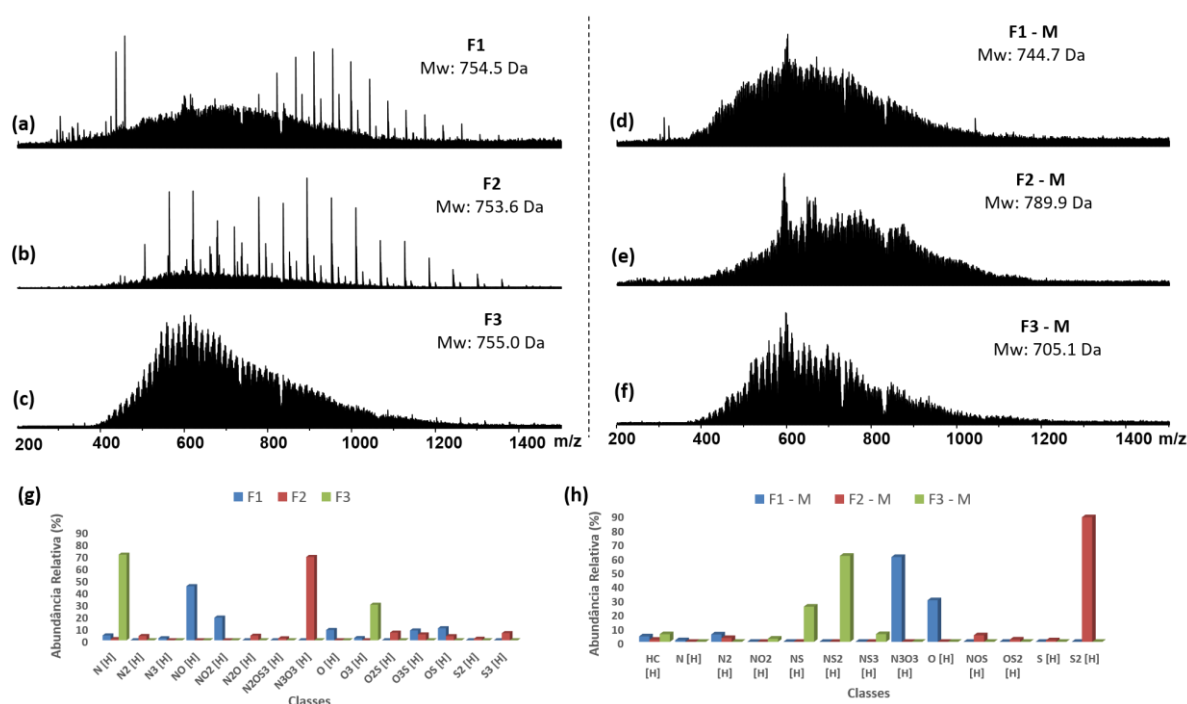 F1
Mw: 754.5 Da
(a)
F2
Mw: 753.6 Da
(b)
F3
Mw: 755.0 Da
(c)
200 400 600 800 1000 1200 1400 m/z
F1 - M
Mw: 744.7 Da
(d)
F2 - M
Mw: 789.9 Da
(e)
F3 - M
Mw: 705.1 Da
(f)
200 400 600 800 1000 1200 1400 m/z
(g)
F1 F2 F3
Abundância Relativa (%)
90
80
70
60
50
40
30
20
10
0
N [H] N2 [H] N3 [H] NO [H] NO2 [H] N2O [H] N2OS3 [H] N3O3 [H] O [H] O3 [H] O2S [H] O3S [H] OS [H] S2 [H] S3 [H]
Classes
(h)
F1 - M F2 - M F3 - M
Abundância Relativa (%)
90
80
70
60
50
40
30
20
10
0
HC N [H] N2 [H] NO2 NS NS2 NS3 N3O3 O [H] NOS OS2 S [H] S2 [H]
[H] [H] [H] [H] [H] [H] [H] [H]
Classes